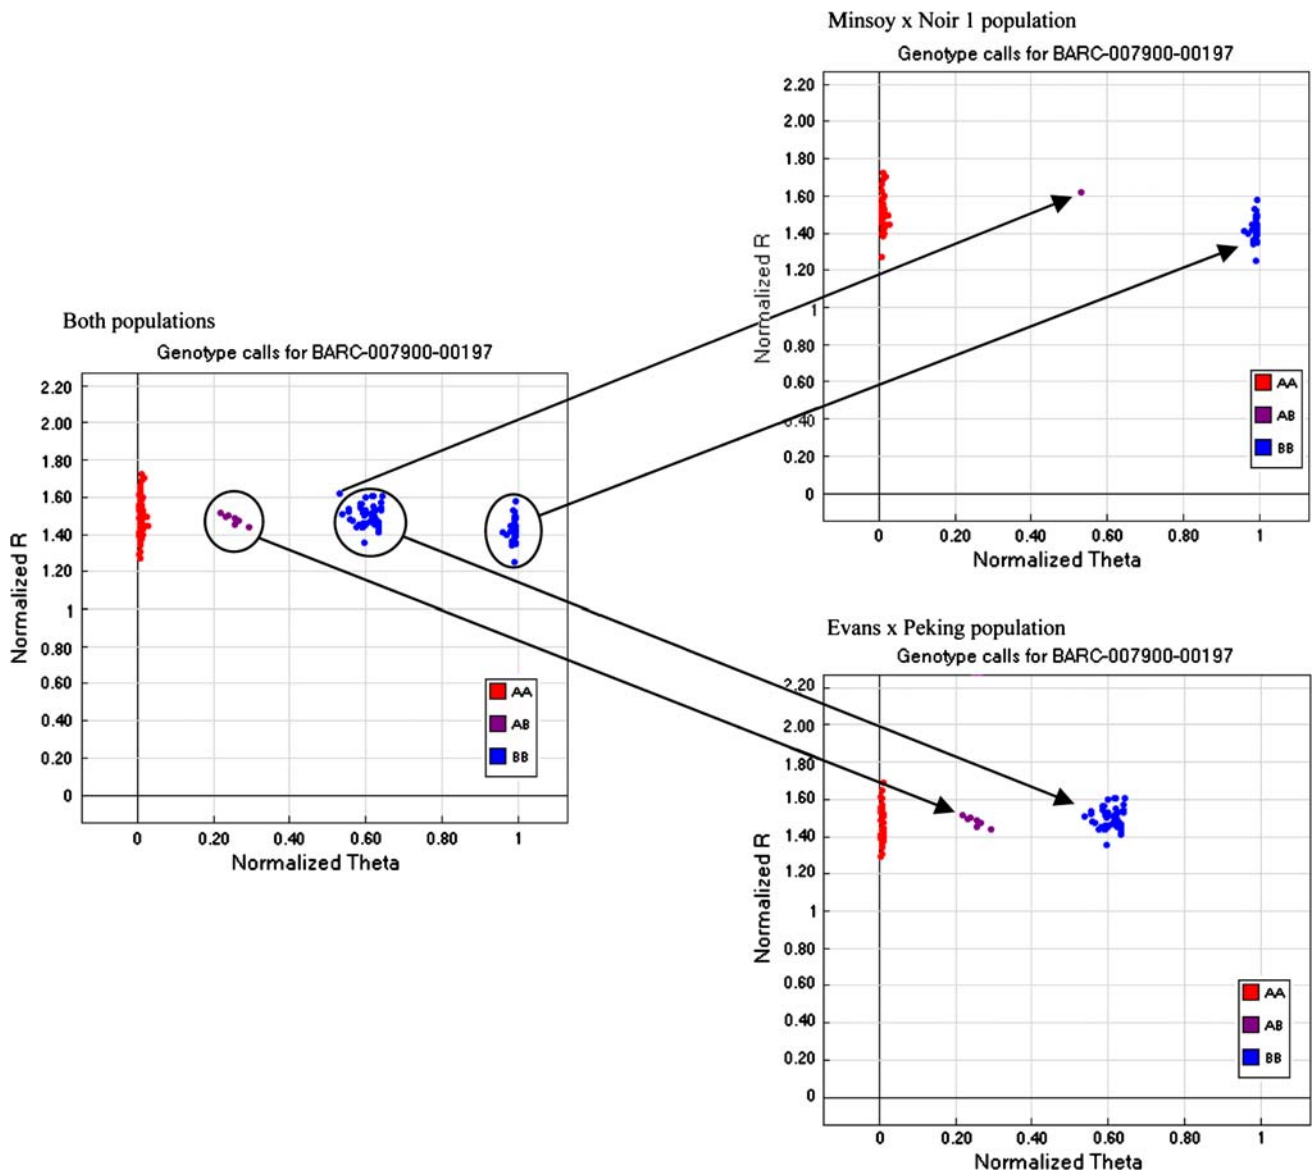 Minsoy x Noir 1 population
Genotype calls for BARC-007900-00197
2.20
2.00
1.80
1.60
1.40
1.20
1
0.80
0.60
0.40
0.20
0
Normalized R
AA
AB
BB
0 0.20 0.40 0.60 0.80 1
Normalized Theta
Both populations
Genotype calls for BARC-007900-00197
2.20
2.00
1.80
1.60
1.40
1.20
1
0.80
0.60
0.40
0.20
0
Normalized R
AA
AB
BB
0 0.20 0.40 0.60 0.80 1
Normalized Theta
Evans x Peking population
Genotype calls for BARC-007900-00197
2.20
2.00
1.80
1.60
1.40
1.20
1
0.80
0.60
0.40
0.20
0
Normalized R
AA
AB
BB
0 0.20 0.40 0.60 0.80 1
Normalized Theta